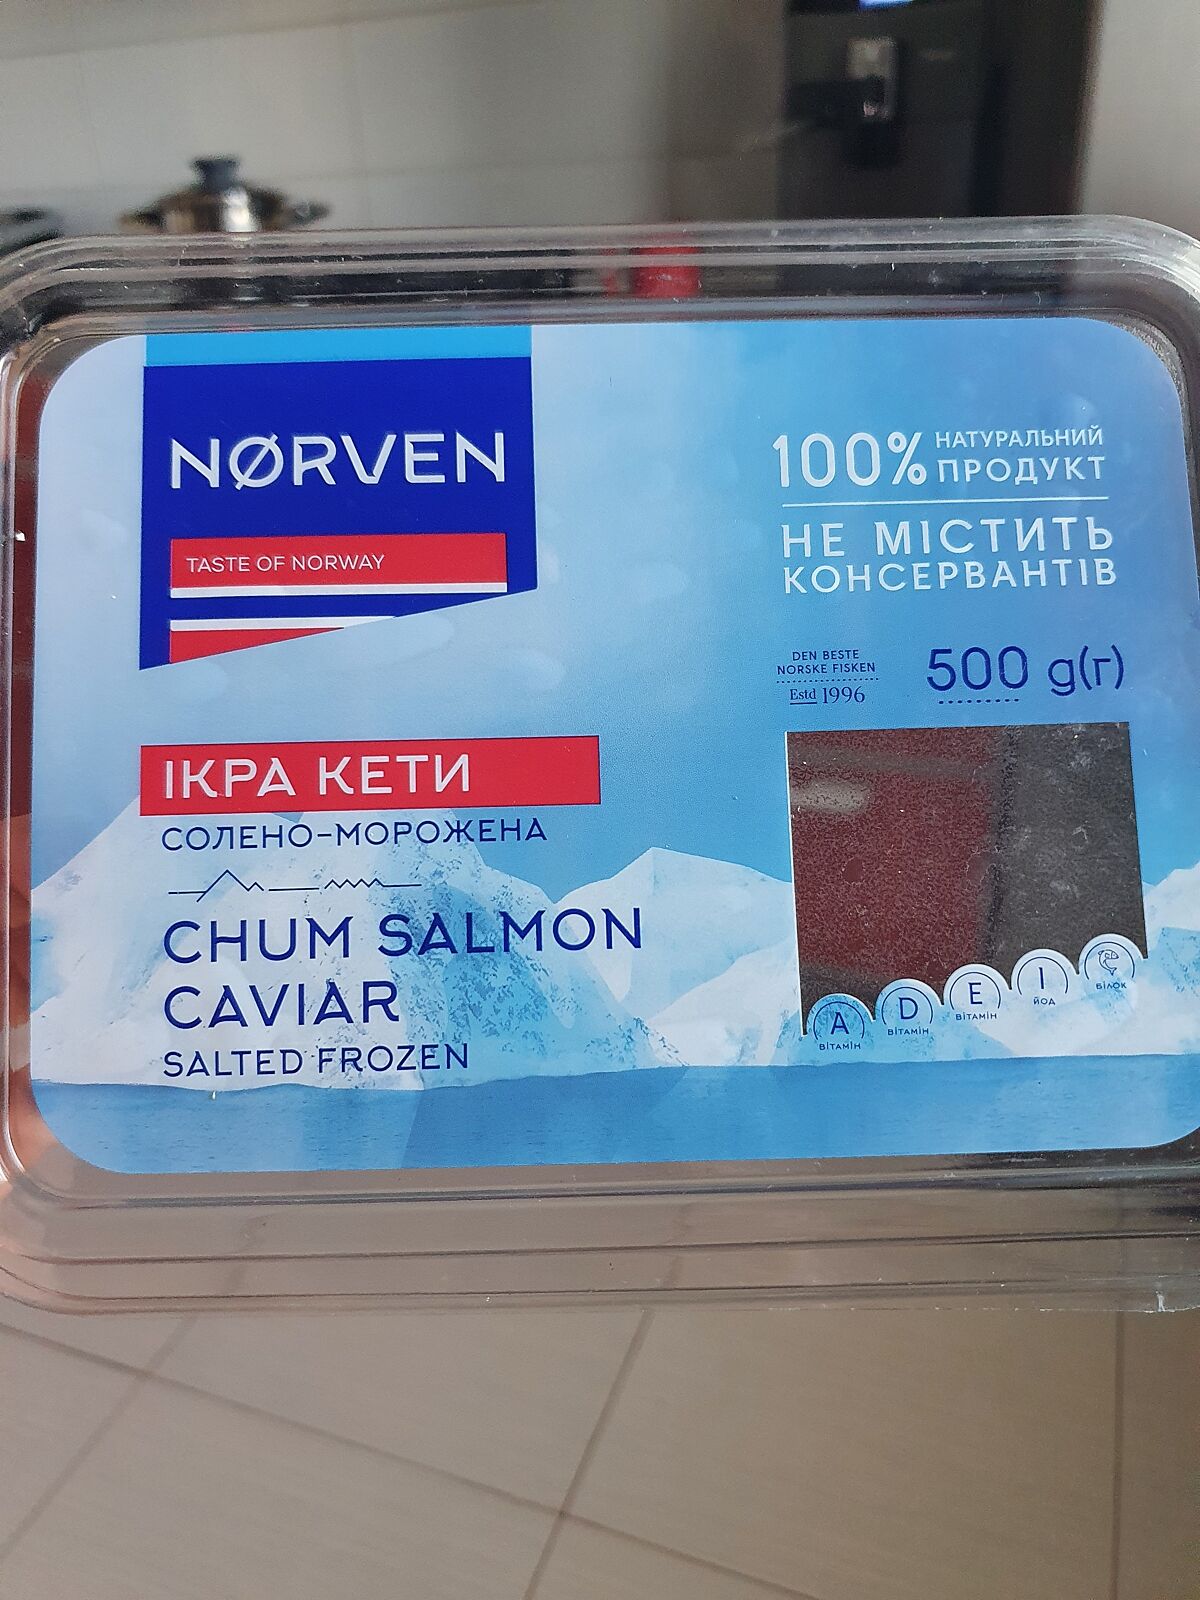 NØRVEN
TASTE OF NORWAY
100% НАТУРАЛЬНИЙ
ПРОДУКТ
НЕ МІСТИТЬ
КОНСЕРВАНТІВ
DEN BESTE
NORSKE FISKEN
Estd 1996
500 g(г)
ІКРА КЕТИ
СОЛЕНО-МОРОЖЕНА
CHUM SALMON
CAVIAR
SALTED FROZEN
A
ВІТАМІН
D
ВІТАМІН
E
ВІТАМІН
I
ЙОД
БІЛОК